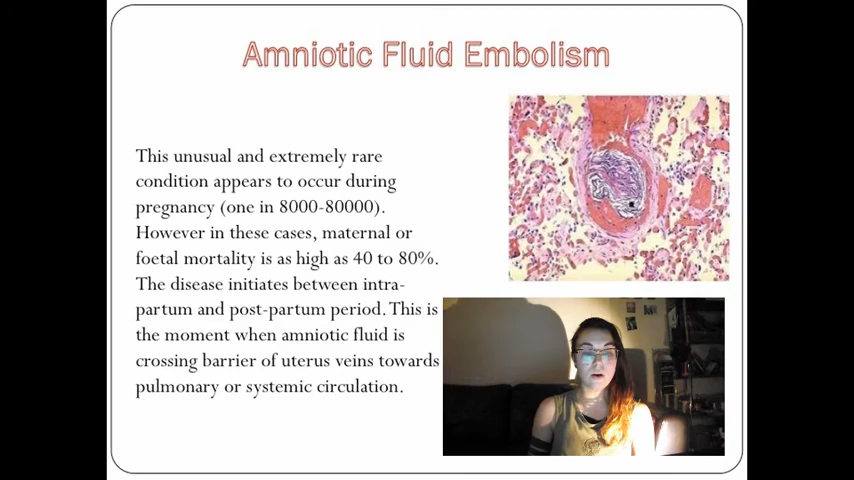 Amniotic Fluid Embolism
This unusual and extremely rare
condition appears to occur during
pregnancy (one in 8000-80000).
However in these cases, maternal or
foetal mortality is as high as 40 to 80%.
The disease initiates between intra-
partum and post-partum period. This is
the moment when amniotic fluid is
crossing barrier of uterus veins towards
pulmonary or systemic circulation.